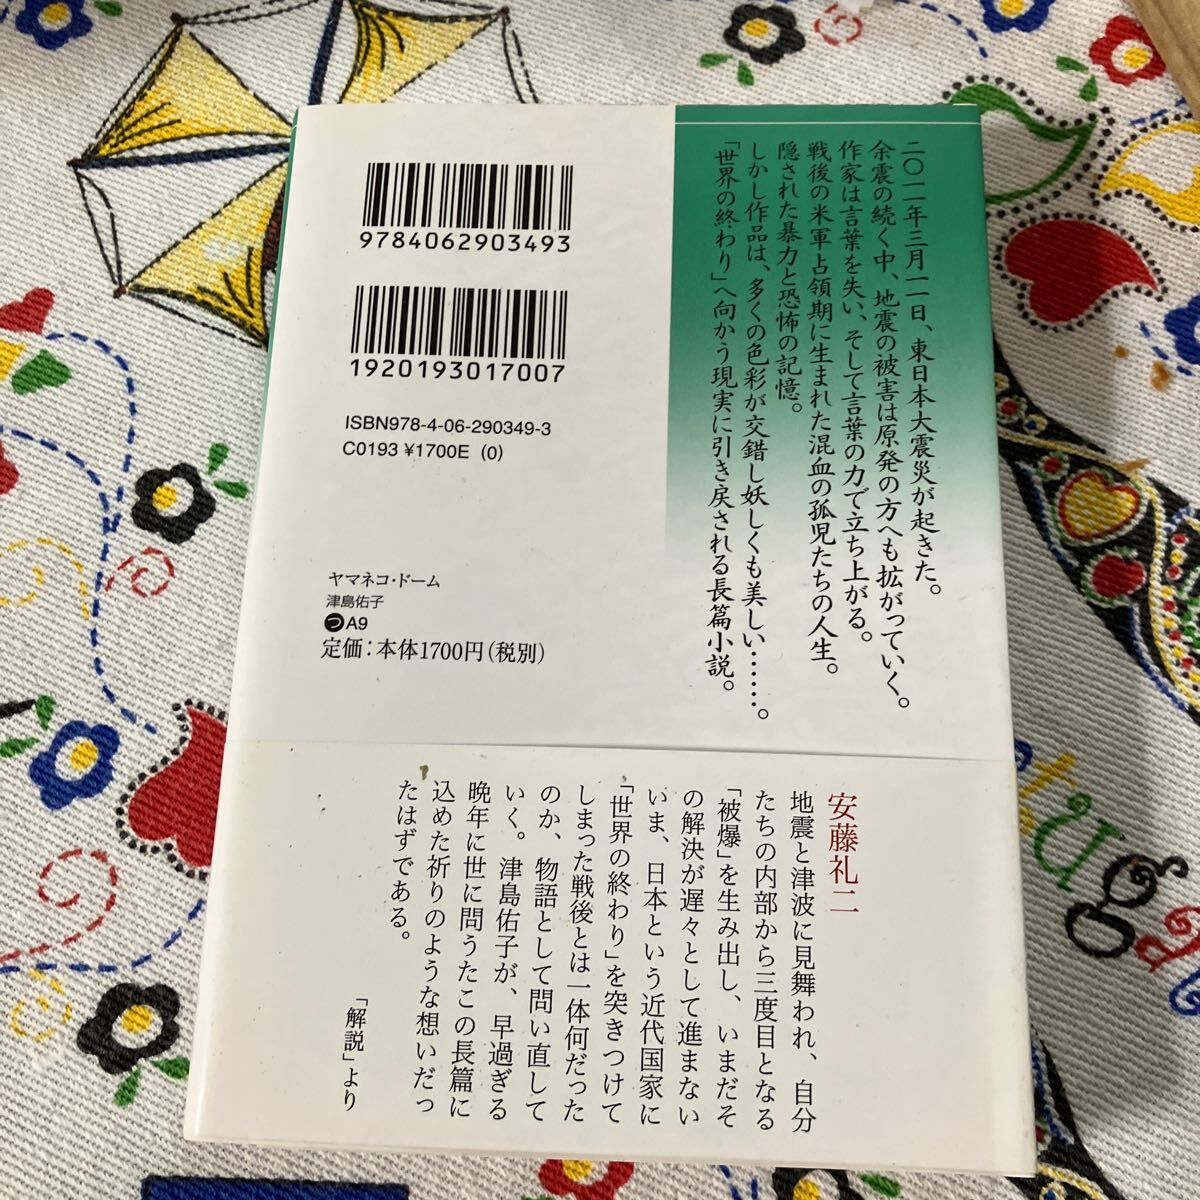 二〇一一年三月一一日、東日本大震災が起きた。
余震の続く中、地震の被害は原発の方へも拡がっていく。
作家は言葉を失い、そして言葉の力で立ち上がる。
戦後の米軍占領期に生まれた混血の孤児たちの人生。
隠された暴力と恐怖の記憶。
しかし作品は、多くの色彩が交錯し妖しくも美しい……。
「世界の終わり」へ向かう現実に引き戻される長篇小説。
9784062903493
1920193017007
ISBN978-4-06-290349-3
C0193 ¥1700E (0)
ヤマネコ・ドーム
津島佑子
つA9
定価：本体1700円（税別）
安藤礼二
地震と津波に見舞われ、自分
たちの内部から三度目となる
「被爆」を生み出し、いまだそ
の解決が遅々として進まない
いま、日本という近代国家に
「世界の終わり」を突きつけて
しまった戦後とは一体何だった
のか、物語として問い直して
いく。津島佑子が、早過ぎる
晩年に世に問うたこの長篇に
込めた祈りのような想いだっ
たはずである。
「解説」より